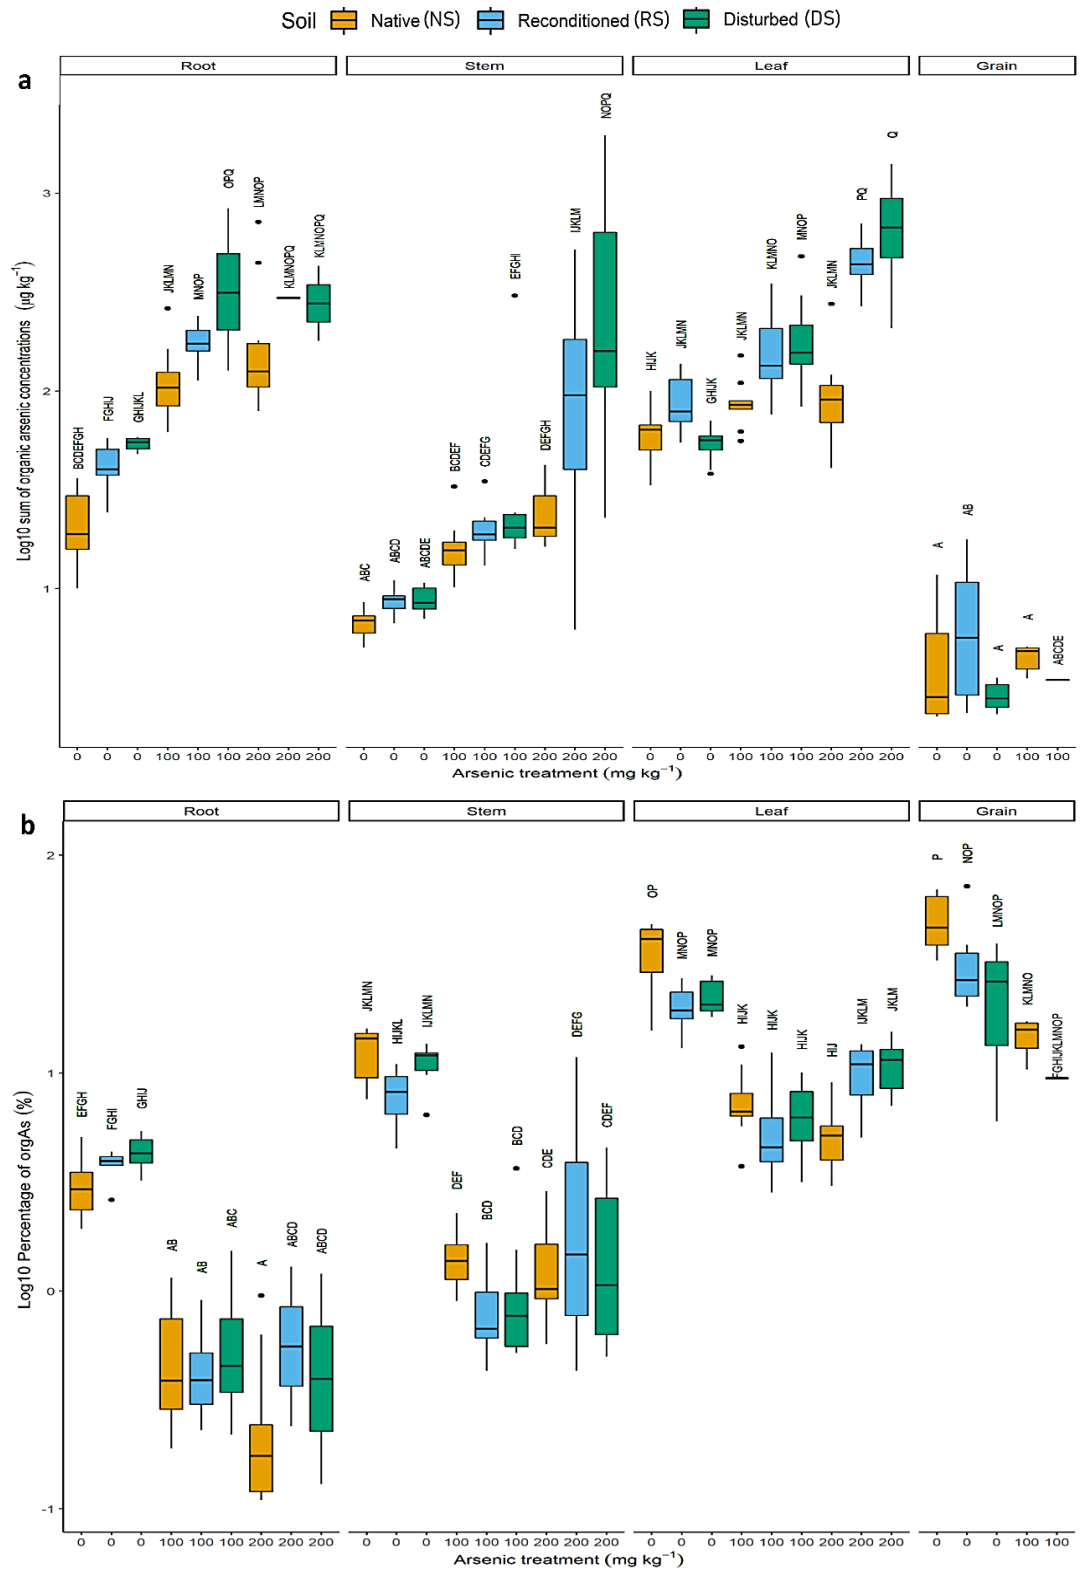 Soil Native (NS) Reconditioned (RS) Disturbed (DS)
a
Root Stem Leaf Grain
Log10 sum of organic arsenic concentrations (µg kg⁻¹)
3
2
1
BCDEFGH FGHIJ GHIJKL JKLMN MNOP OPQ LMNOP KLMNOPQ KLMNOPQ
ABC ABCD ABCDE BCDEF CDEFG EFGHI DEFGH IJKLM NOPQ
HIJK JKLMN GHIJK JKLMN KLMNO MNOP JKLMN PQ Q
A AB A A ABCDE
0 0 0 100 100 100 200 200 200 0 0 0 100 100 100 200 200 200 0 0 0 100 100 100 200 200 200 0 0 0 100 100
Arsenic treatment (mg kg⁻¹)
b
Root Stem Leaf Grain
Log10 Percentage of orgAs (%)
2
1
0
-1
EFGH FGHI GHIJ AB AB ABC A ABCD ABCD
JKLMN HIJKL IJKLMN DEF BCD BCD CDE DEFG CDEF
OP MNOP MNOP HIJK HIJK HIJK HIJ IJKLM JKLM
P NOP LMNOP KLMNO FGHIJKLMNOP
0 0 0 100 100 100 200 200 200 0 0 0 100 100 100 200 200 200 0 0 0 100 100 100 200 200 200 0 0 0 100 100
Arsenic treatment (mg kg⁻¹)